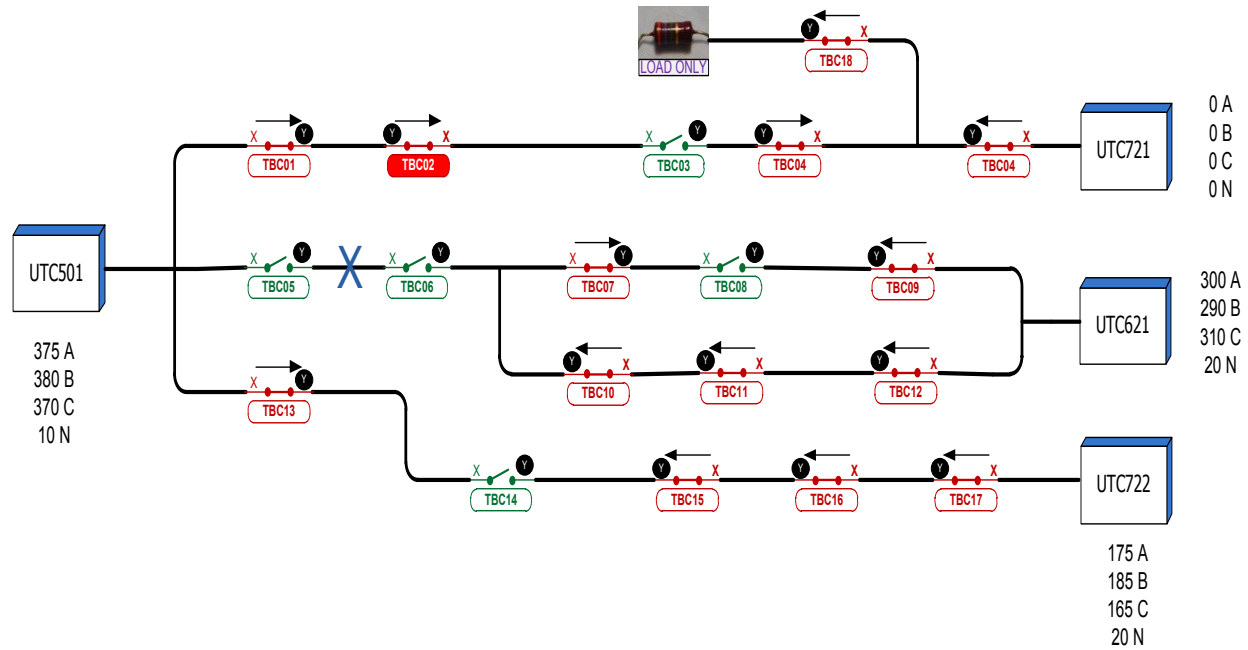 LOAD ONLY
Y X
TBC18
X Y
TBC01
Y X
TBC02
X Y
TBC03
Y X
TBC04
Y X
TBC04
UTC721
0 A
0 B
0 C
0 N
UTC501
375 A
380 B
370 C
10 N
X Y
TBC05
X
X Y
TBC06
X Y
TBC07
X Y
TBC08
Y X
TBC09
UTC621
300 A
290 B
310 C
20 N
Y X
TBC10
Y X
TBC11
Y X
TBC12
X Y
TBC13
X Y
TBC14
Y X
TBC15
Y X
TBC16
Y X
TBC17
UTC722
175 A
185 B
165 C
20 N